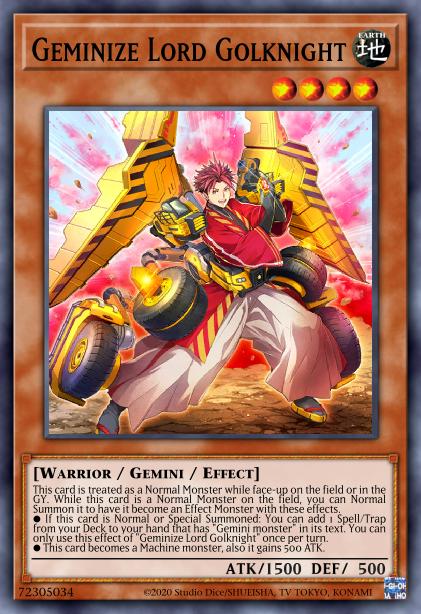 GEMINIZE LORD GOLKNIGHT
EARTH
地
[WARRIOR / GEMINI / EFFECT]
This card is treated as a Normal Monster while face-up on the field or in the
GY. While this card is a Normal Monster on the field, you can Normal
Summon it to have it become an Effect Monster with these effects.
● If this card is Normal or Special Summoned: You can add 1 Spell/Trap
from your Deck to your hand that has "Gemini monster" in its text. You can
only use this effect of "Geminize Lord Golknight" once per turn.
● This card becomes a Machine monster, also it gains 500 ATK.
ATK/1500 DEF/ 500
72305034
©2020 Studio Dice/SHUEISHA, TV TOKYO, KONAMI